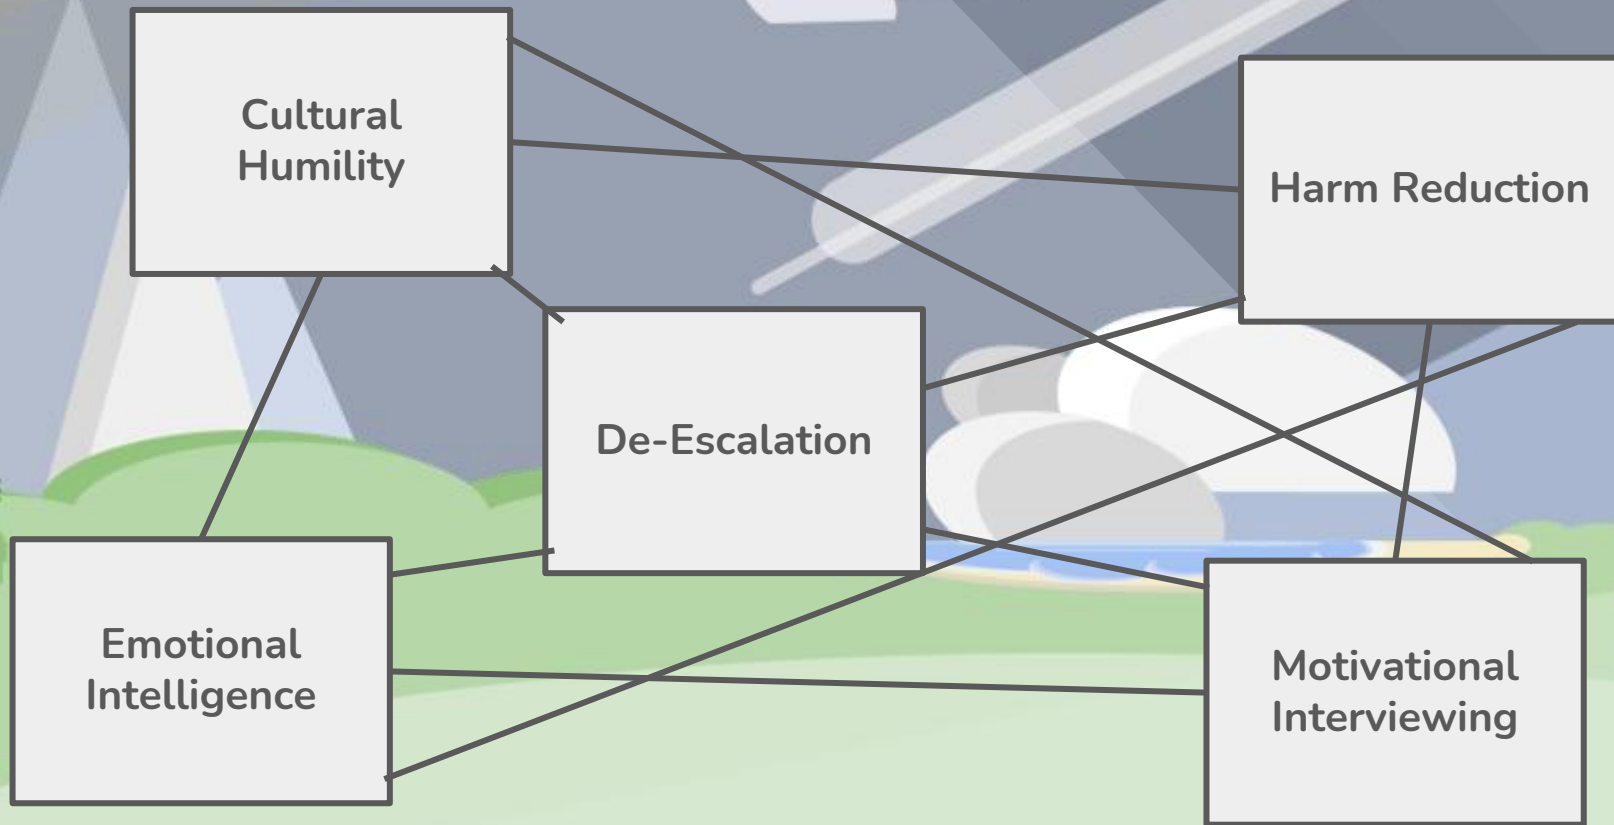 Cultural
Humility
Harm Reduction
De-Escalation
Emotional
Intelligence
Motivational
Interviewing